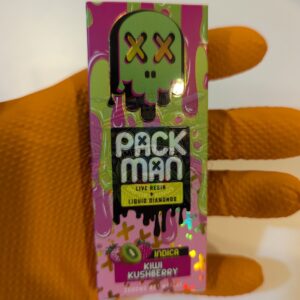 PACK
MAN
LIVE RESIN
+
LIQUID DIAMONDS
INDICA
KIWI
KUSHBERRY